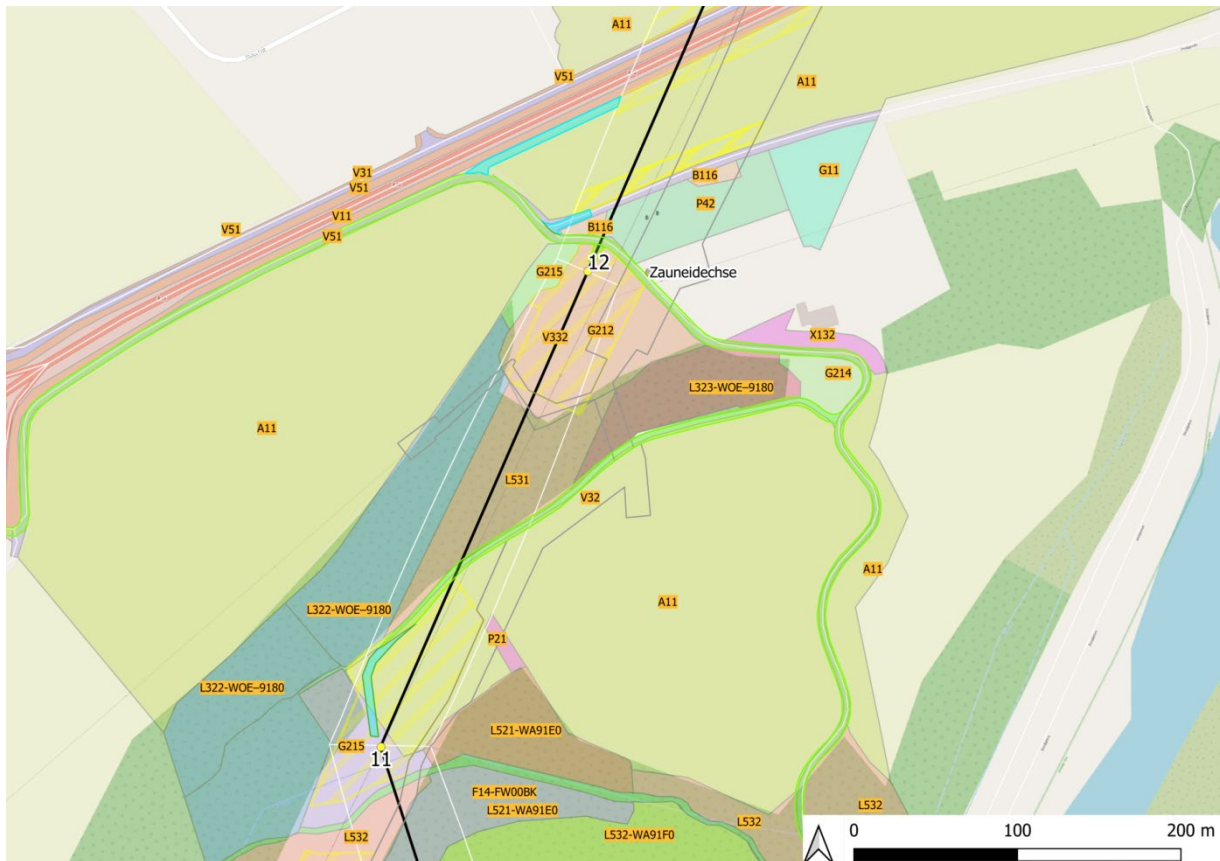 A11
V51
A11
V31
V51
B116
G11
P42
V11
V51
V51
B116
12
G215
Zauneidechse
V332
G212
X132
G214
L323-WOE–9180
A11
L531
V32
A11
L322-WOE–9180
A11
P21
L322-WOE–9180
L521-WA91E0
G215
11
F14-FW00BK
L521-WA91E0
L532
L532
L532
L532-WA91F0
0 100 200 m